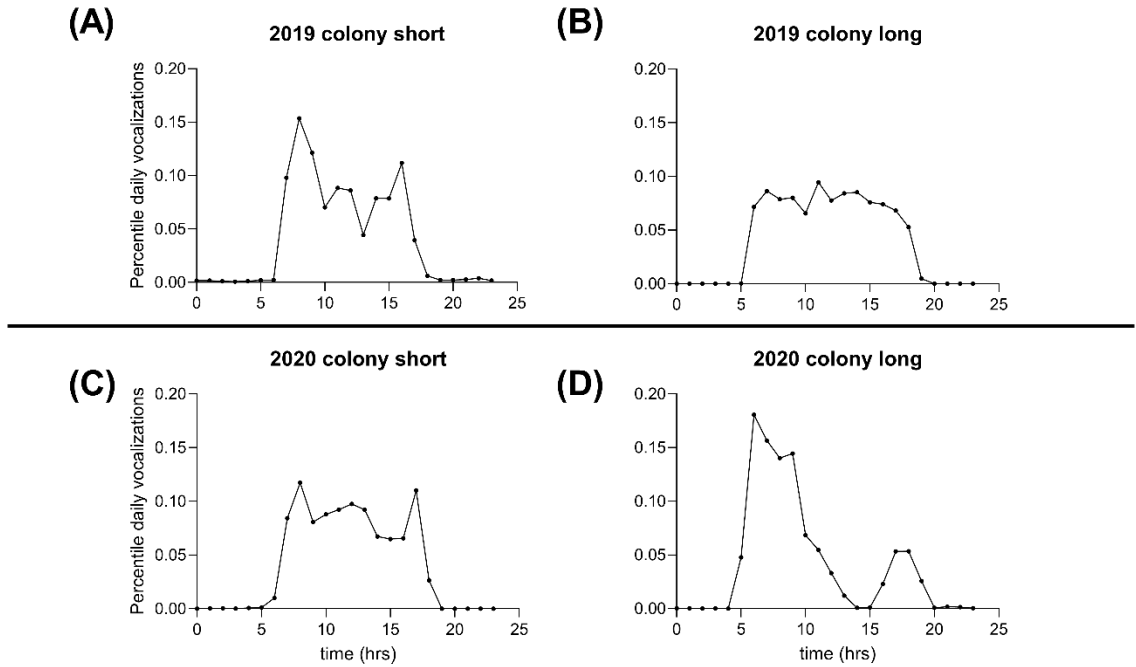 (A)
2019 colony short
Percentile daily vocalizations
0.20
0.15
0.10
0.05
0.00
0 5 10 15 20 25
(B)
2019 colony long
0.20
0.15
0.10
0.05
0.00
0 5 10 15 20 25
(C)
2020 colony short
Percentile daily vocalizations
0.20
0.15
0.10
0.05
0.00
0 5 10 15 20 25
time (hrs)
(D)
2020 colony long
0.20
0.15
0.10
0.05
0.00
0 5 10 15 20 25
time (hrs)